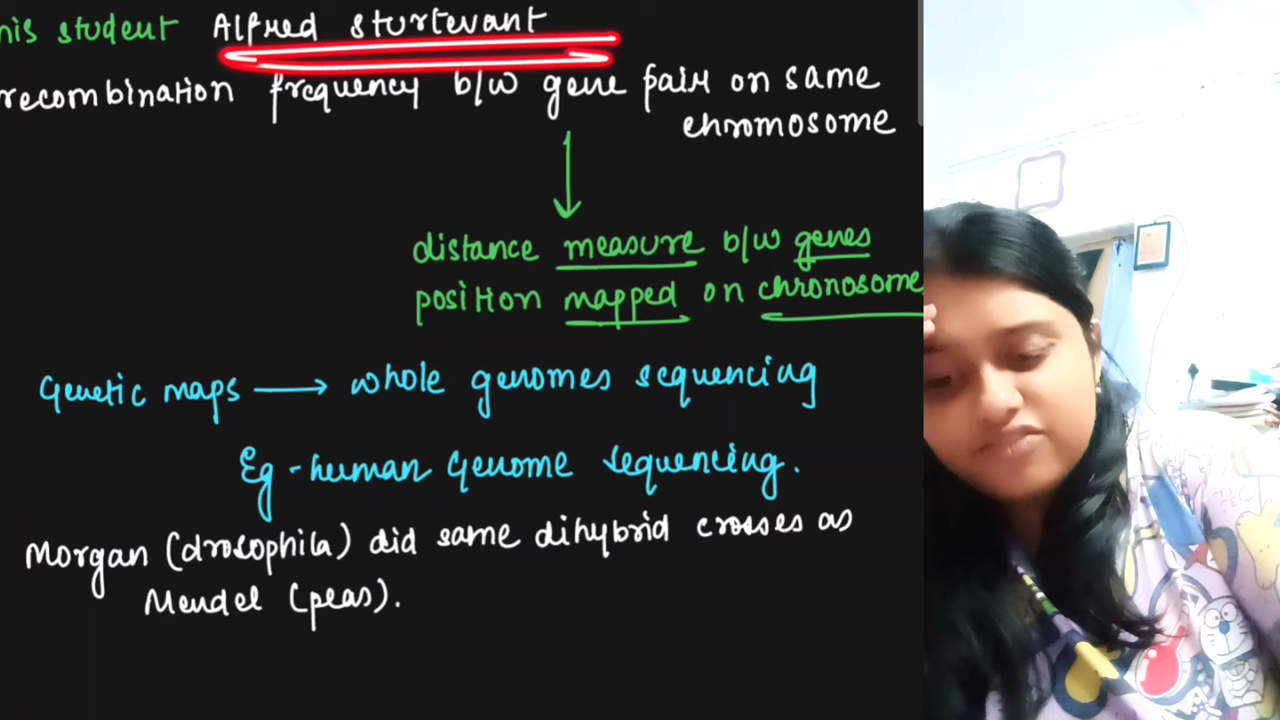 his student Alfred sturtevant
recombination frequency b/w gene pair on same
chromosome
distance measure b/w genes
position mapped on chronosome
Genetic maps → whole genomes sequencing
Eg - human Genome sequencing.
Morgan (drosophila) did same dihybrid crosses as
Mendel (peas).